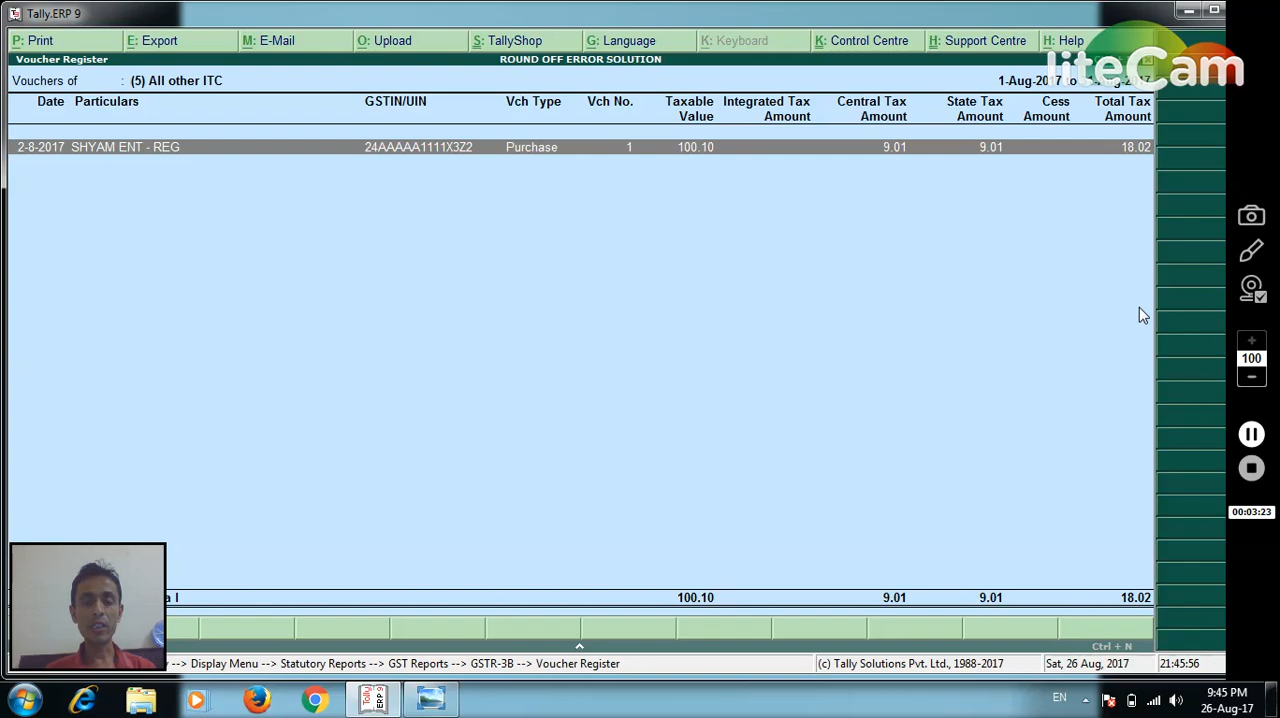 Tally.ERP 9
P: Print E: Export M: E-Mail O: Upload S: TallyShop G: Language K: Keyboard K: Control Centre H: Support Centre H: Help
liteCam
Voucher Register ROUND OFF ERROR SOLUTION
Vouchers of : (5) All other ITC 1-Aug-2017 to
Date Particulars GSTIN/UIN Vch Type Vch No. Taxable Integrated Tax Central Tax State Tax Cess Total Tax
Value Amount Amount Amount Amount Amount
2-8-2017 SHYAM ENT - REG 24AAAAA1111X3Z2 Purchase 1 100.10 9.01 9.01 18.02
100
00:03:23
100.10 9.01 9.01 18.02
Ctrl + N
--> Display Menu --> Statutory Reports --> GST Reports --> GSTR-3B --> Voucher Register (c) Tally Solutions Pvt. Ltd., 1988-2017 Sat, 26 Aug, 2017 21:45:56
Tally ERP 9
EN 9:45 PM
26-Aug-17